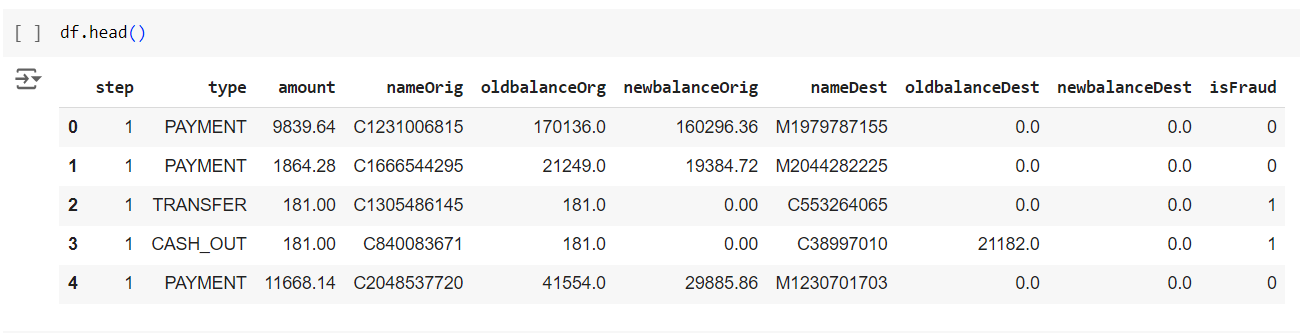 [ ] df.head()
step type amount nameOrig oldbalanceOrg newbalanceOrig nameDest oldbalanceDest newbalanceDest isFraud
0 1 PAYMENT 9839.64 C1231006815 170136.0 160296.36 M1979787155 0.0 0.0 0
1 1 PAYMENT 1864.28 C1666544295 21249.0 19384.72 M2044282225 0.0 0.0 0
2 1 TRANSFER 181.00 C1305486145 181.0 0.00 C553264065 0.0 0.0 1
3 1 CASH_OUT 181.00 C840083671 181.0 0.00 C38997010 21182.0 0.0 1
4 1 PAYMENT 11668.14 C2048537720 41554.0 29885.86 M1230701703 0.0 0.0 0